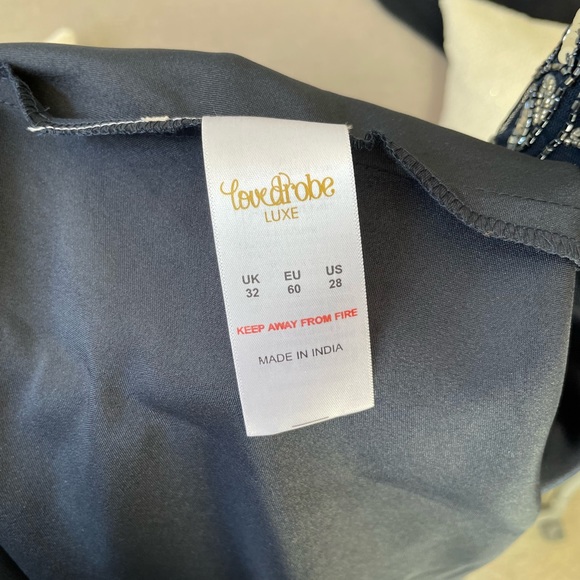 lovedrobe
LUXE
UK EU US
32 60 28
KEEP AWAY FROM FIRE
MADE IN INDIA